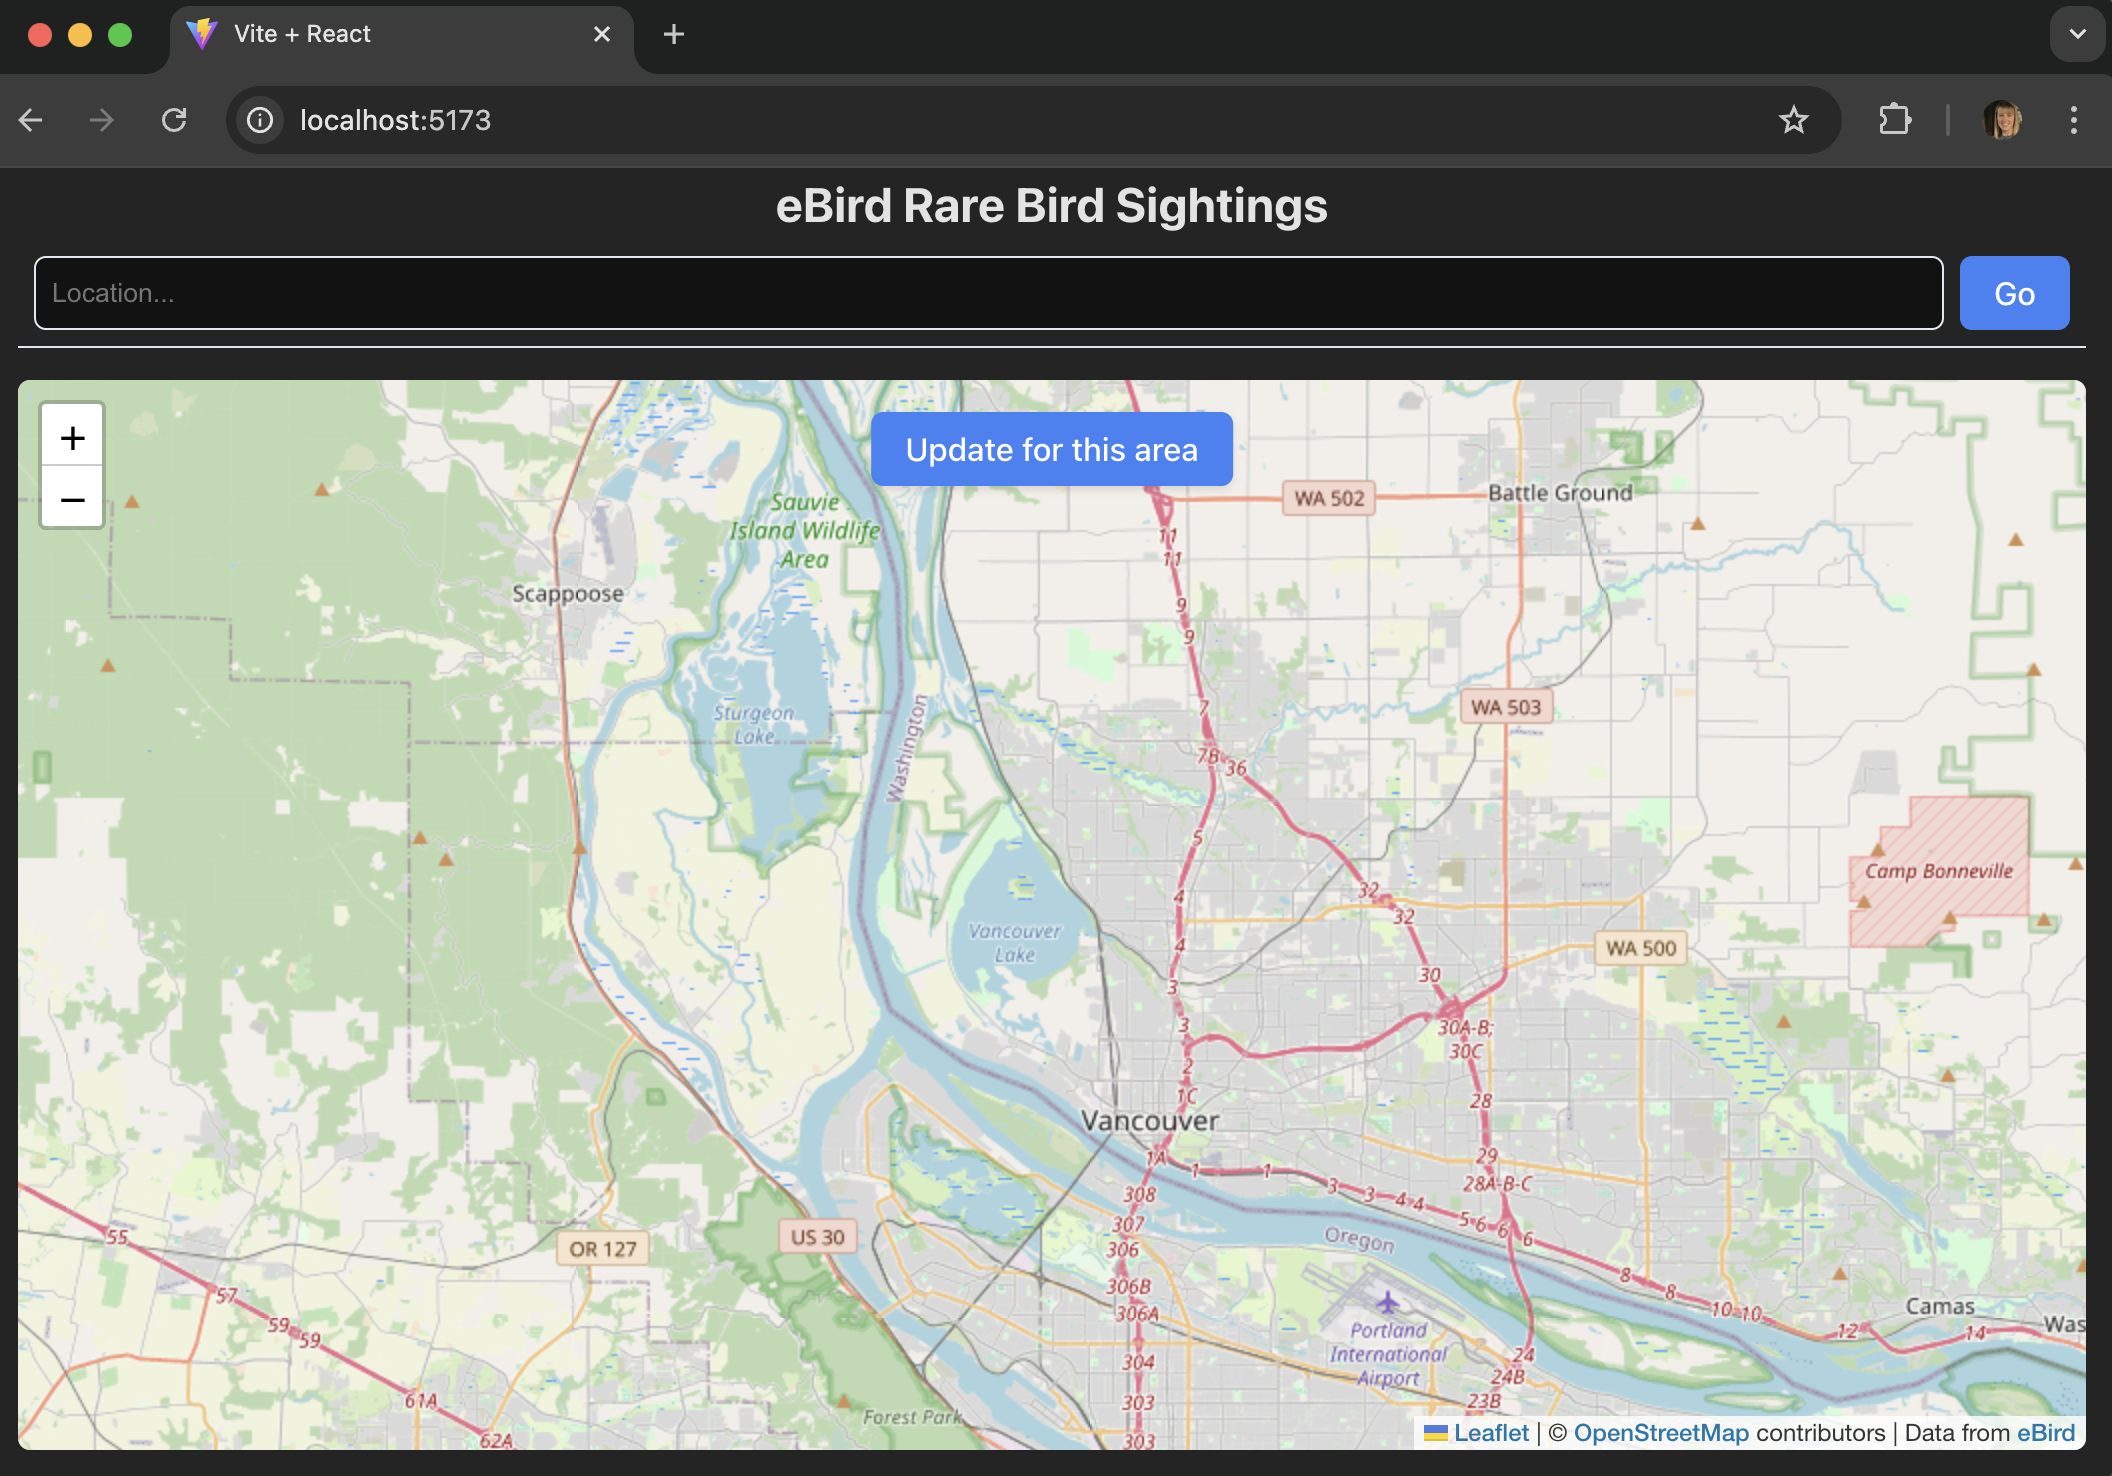 Vite + React
localhost:5173
eBird Rare Bird Sightings
Location...
Go
+
−
Update for this area
WA 502
Battle Ground
Sauvie
Island Wildlife
Area
11
11
Scappoose
9
9
WA 503
7
Sturgeon
Lake
Washington
7B
36
5
Camp Bonneville
4
32
32
Vancouver
Lake
4
WA 500
30
3
3
30A-B;
30C
2
1C
28
Vancouver
1A
1
1
29
3
3
4
4
28A-B-C
308
307
5
6
6
6
55
OR 127
US 30
306
Oregon
8
8
306B
57
306A
10
10
Camas
59
59
Portland
International
Airport
12
14
Was
304
24
24B
61A
303
23B
Forest Park
62A
303
Leaflet | © OpenStreetMap contributors | Data from eBird